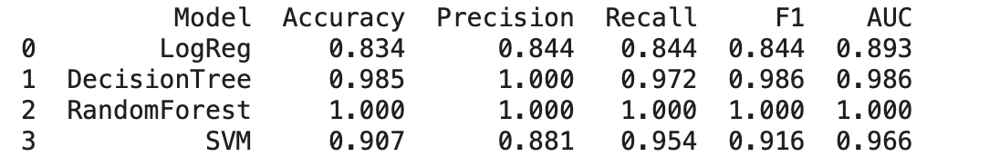 Model Accuracy Precision Recall F1 AUC
0 LogReg 0.834 0.844 0.844 0.844 0.893
1 DecisionTree 0.985 1.000 0.972 0.986 0.986
2 RandomForest 1.000 1.000 1.000 1.000 1.000
3 SVM 0.907 0.881 0.954 0.916 0.966